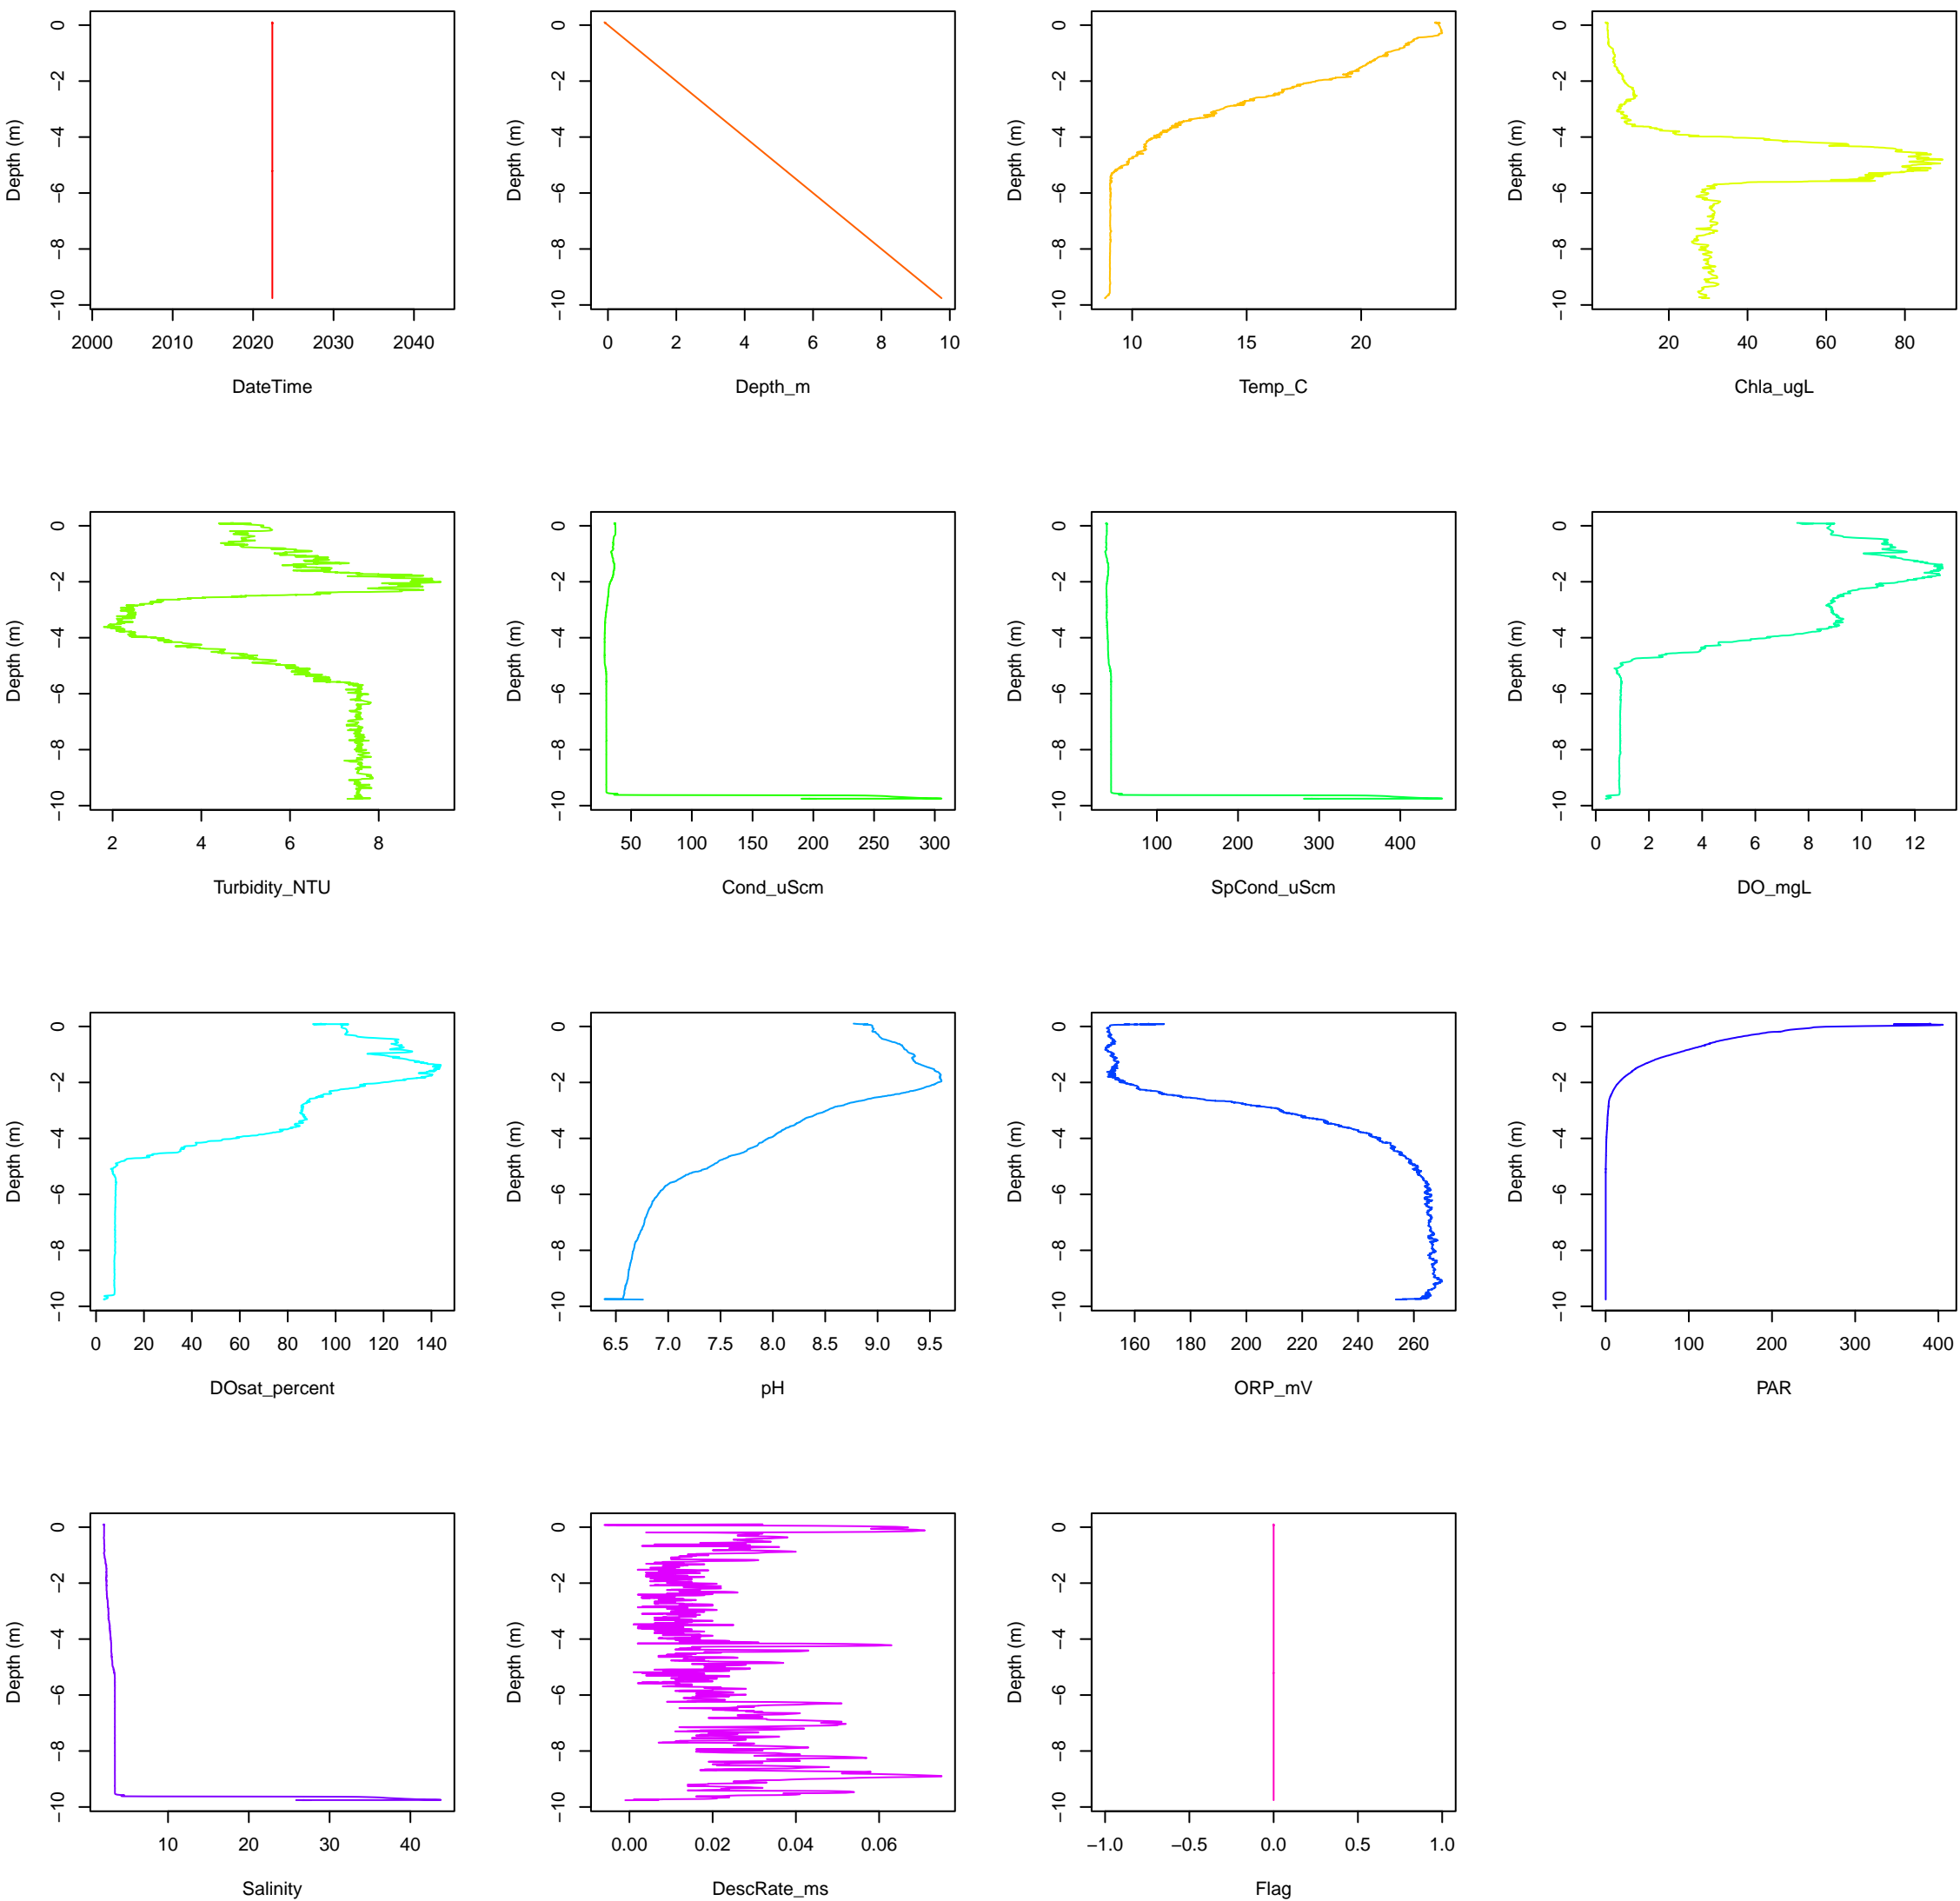 Depth (m)
0
−2
−4
−6
−8
−10
2000 2010 2020 2030 2040
DateTime
Depth (m)
0
−2
−4
−6
−8
−10
0 2 4 6 8 10
Depth_m
Depth (m)
0
−2
−4
−6
−8
−10
10 15 20
Temp_C
Depth (m)
0
−2
−4
−6
−8
−10
20 40 60 80
Chla_ugL
Depth (m)
0
−2
−4
−6
−8
−10
2 4 6 8
Turbidity_NTU
Depth (m)
0
−2
−4
−6
−8
−10
50 100 150 200 250 300
Cond_uScm
Depth (m)
0
−2
−4
−6
−8
−10
100 200 300 400
SpCond_uScm
Depth (m)
0
−2
−4
−6
−8
−10
0 2 4 6 8 10 12
DO_mgL
Depth (m)
0
−2
−4
−6
−8
−10
0 20 40 60 80 100 120 140
DOsat_percent
Depth (m)
0
−2
−4
−6
−8
−10
6.5 7.0 7.5 8.0 8.5 9.0 9.5
pH
Depth (m)
0
−2
−4
−6
−8
−10
160 180 200 220 240 260
ORP_mV
Depth (m)
0
−2
−4
−6
−8
−10
0 100 200 300 400
PAR
Depth (m)
0
−2
−4
−6
−8
−10
10 20 30 40
Salinity
Depth (m)
0
−2
−4
−6
−8
−10
0.00 0.02 0.04 0.06
DescRate_ms
Depth (m)
0
−2
−4
−6
−8
−10
−1.0 −0.5 0.0 0.5 1.0
Flag